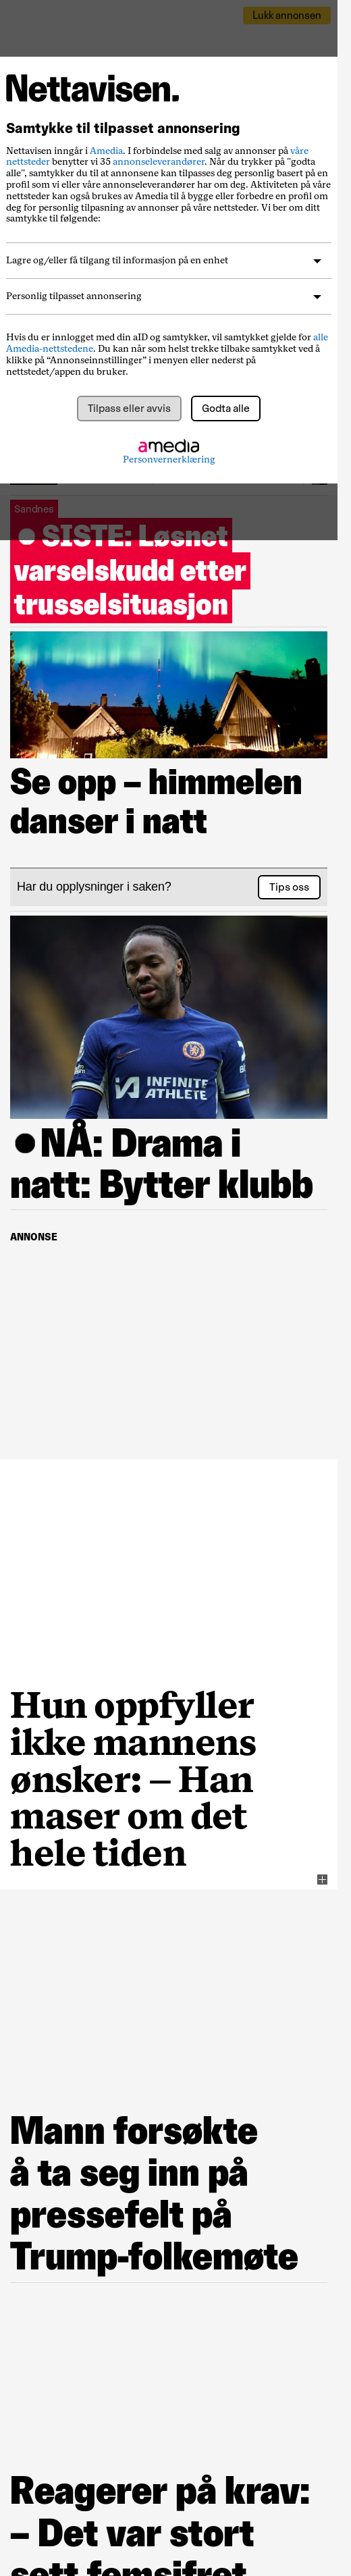 Lukk annonsen
Nettavisen.
Samtykke til tilpasset annonsering
Nettavisen inngår i Amedia. I forbindelse med salg av annonser på våre
nettsteder benytter vi 35 annonseleverandører. Når du trykker på "godta
alle", samtykker du til at annonsene kan tilpasses deg personlig basert på en
profil som vi eller våre annonseleverandører har om deg. Aktiviteten på våre
nettsteder kan også brukes av Amedia til å bygge eller forbedre en profil om
deg for personlig tilpasning av annonser på våre nettsteder. Vi ber om ditt
samtykke til følgende:
Lagre og/eller få tilgang til informasjon på en enhet
Personlig tilpasset annonsering
Hvis du er innlogget med din aID og samtykker, vil samtykket gjelde for alle
Amedia-nettstedene. Du kan når som helst trekke tilbake samtykket ved å
klikke på “Annonseinnstillinger” i menyen eller nederst på
nettstedet/appen du bruker.
Tilpass eller avvis
Godta alle
amedia
Personvernerklæring
Sandnes
● SISTE: Løsnet
varselskudd etter
trusselsituasjon
Se opp – himmelen
danser i natt
Har du opplysninger i saken?
Tips oss
INFINITE
ATHLETE
●NÅ: Drama i
natt: Bytter klubb
ANNONSE
Hun oppfyller
ikke mannens
ønsker: – Han
maser om det
hele tiden
Mann forsøkte
å ta seg inn på
pressefelt på
Trump-folkemøte
Reagerer på krav:
– Det var stort
sett femsifret